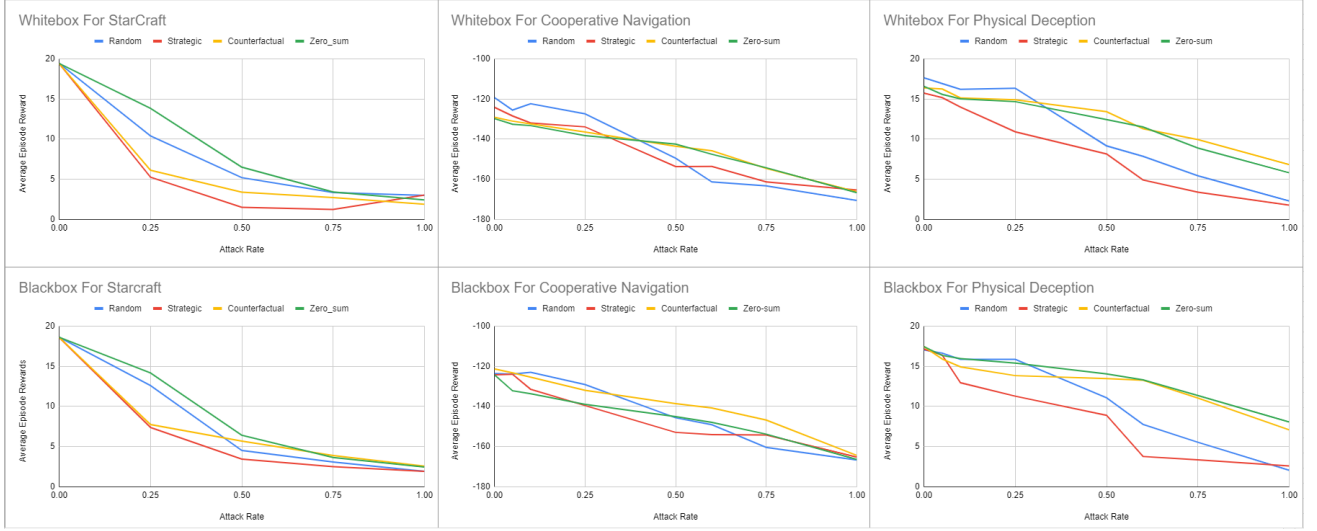 Whitebox For StarCraft
Random Strategic Counterfactual Zero_sum
Average Episode Reward
20
15
10
5
0
0.00 0.25 0.50 0.75 1.00
Attack Rate
Whitebox For Cooperative Navigation
Random Strategic Counterfactual Zero-sum
Average Episode Reward
-100
-120
-140
-160
-180
0.00 0.25 0.50 0.75 1.00
Attack Rate
Whitebox For Physical Deception
Random Strategic Counterfactual Zero-sum
Average Episode Reward
20
15
10
5
0
0.00 0.25 0.50 0.75 1.00
Attack Rate
Blackbox For Starcraft
Random Strategic Counterfactual Zero_sum
Average Episode Rewards
20
15
10
5
0
0.00 0.25 0.50 0.75 1.00
Attack Rate
Blackbox For Cooperative Navigation
Random Strategic Counterfactual Zero-sum
Average Episode Reward
-100
-120
-140
-160
-180
0.00 0.25 0.50 0.75 1.00
Attack Rate
Blackbox For Physical Deception
Random Strategic Counterfactual Zero-sum
Average Episode Reward
20
15
10
5
0
0.00 0.25 0.50 0.75 1.00
Attack Rate